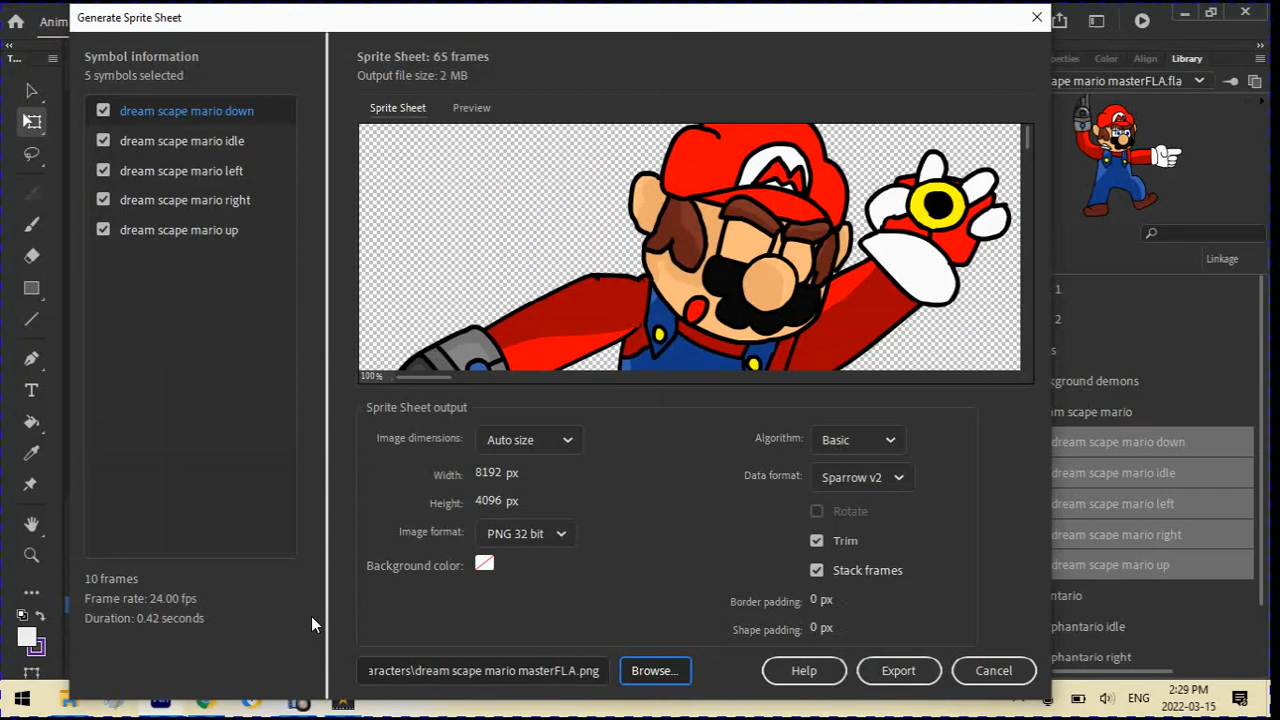 Generate Sprite Sheet
Anim
T...
Symbol information
5 symbols selected
dream scape mario down
dream scape mario idle
dream scape mario left
dream scape mario right
dream scape mario up
10 frames
Frame rate: 24.00 fps
Duration: 0.42 seconds
Sprite Sheet: 65 frames
Output file size: 2 MB
Sprite Sheet
Preview
100%
Sprite Sheet output
Image dimensions: Auto size
Width: 8192 px
Height: 4096 px
Image format: PNG 32 bit
Background color:
Algorithm: Basic
Data format: Sparrow v2
Rotate
Trim
Stack frames
Border padding: 0 px
Shape padding: 0 px
aracters\dream scape mario masterFLA.png
Browse...
Help
Export
Cancel
perties
Color
Align
Library
ape mario masterFLA.fla
Linkage
1
2
s
kground demons
am scape mario
dream scape mario down
dream scape mario idle
dream scape mario left
dream scape mario right
dream scape mario up
ntario
phantario idle
phantario right
ENG
2:29 PM
2022-03-15